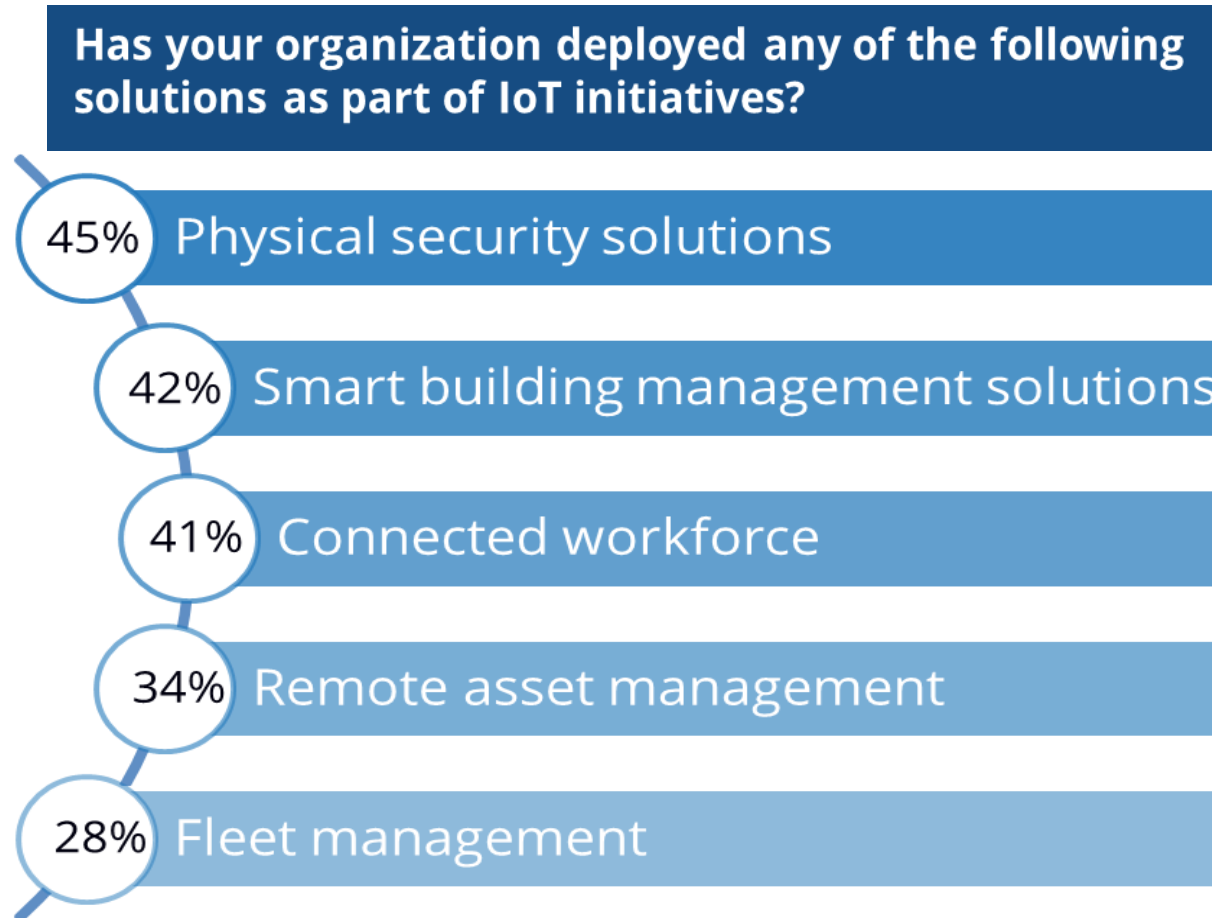 Has your organization deployed any of the following
solutions as part of IoT initiatives?
45% Physical security solutions
42% Smart building management solutions
41% Connected workforce
34% Remote asset management
28% Fleet management